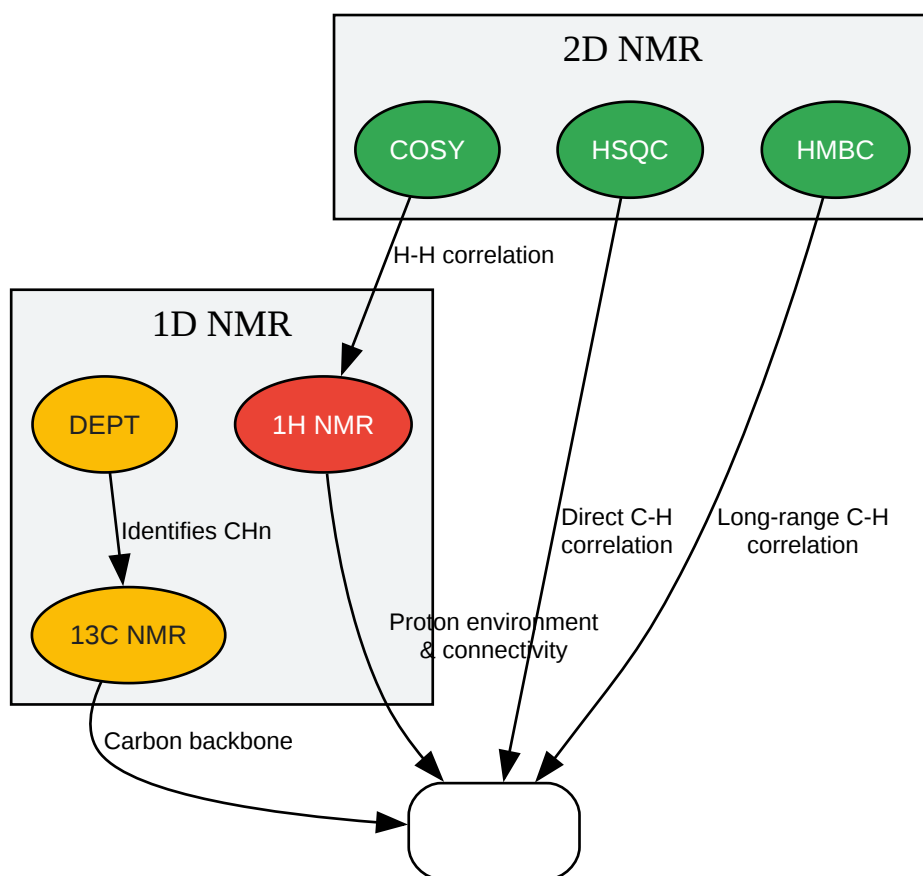 2D NMR
COSY
HSQC
HMBC
H-H correlation
1D NMR
DEPT
1H NMR
Identifies CHn
Direct C-H
correlation
Long-range C-H
correlation
13C NMR
Proton environment
& connectivity
Carbon backbone